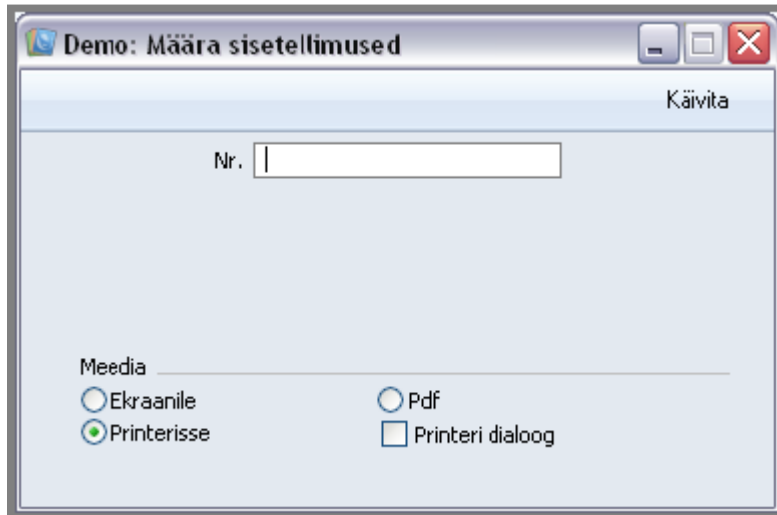 Demo: Määra sisetellimused
Käivita
Nr.
Meedia
Ekraanile Pdf
Printerisse Printeri dialoog